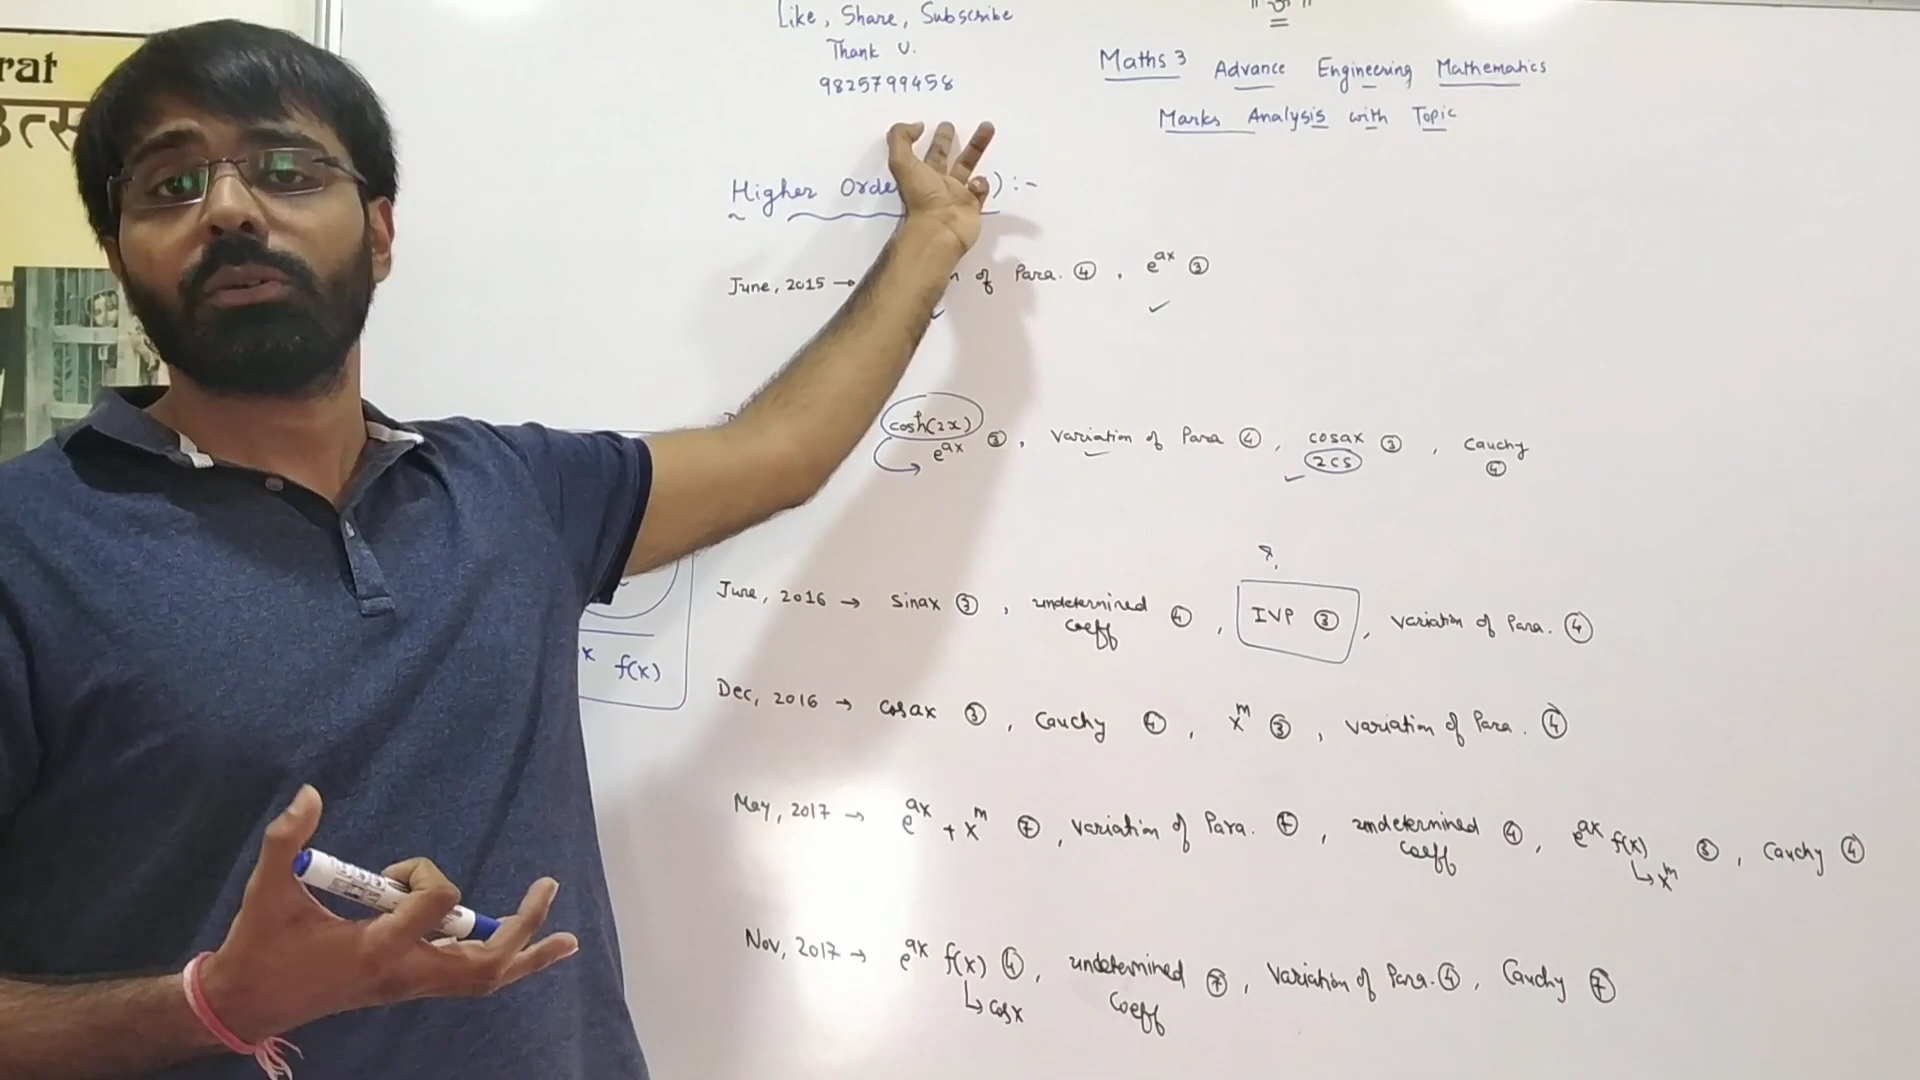 rat
उत्स
Like, Share, Subscribe
Thank U.
9825799458
|| ॐ ||
Maths 3 Advance Engineering Mathematics
Marks Analysis with Topic
Higher Orde ) :-
June, 2015 → n of Para. ④ , e^ax ③
cosh(2x) e^ax ③ , Variation of Para ④ , cosax 2cs ③ , Cauchy ④
June, 2016 → Sinax ③ , undetermined coeff ④ , IVP ③ , Variation of Para. ④
Dec, 2016 → Cosax ③ , Cauchy ④ , x^m ③ , variation of Para. ④
May, 2017 → e^ax + x^m ⑦ , variation of Para. ⑦ , undetermined coeff ④ , e^ax f(x) ↳ x^m ③ , Cauchy ④
Nov, 2017 → e^ax f(x) ↳ cosx ④ , undetermined Coeff ⑦ , Variation of Para. ④ , Cauchy ⑦
x f(x)